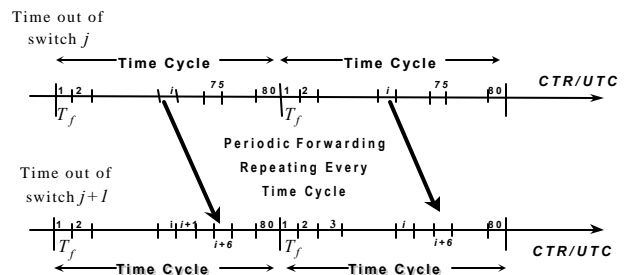 Time out of
switch j
Time Cycle Time Cycle
1 2 i 75 80 1 2 i 75 80
CTR/UTC
T_f T_f
Periodic Forwarding
Repeating Every
Time Cycle
Time out of
switch j+1
1 2 i i+1 80 1 2 3 i 80
i+6 i+6
T_f T_f
CTR/UTC
Time Cycle Time Cycle